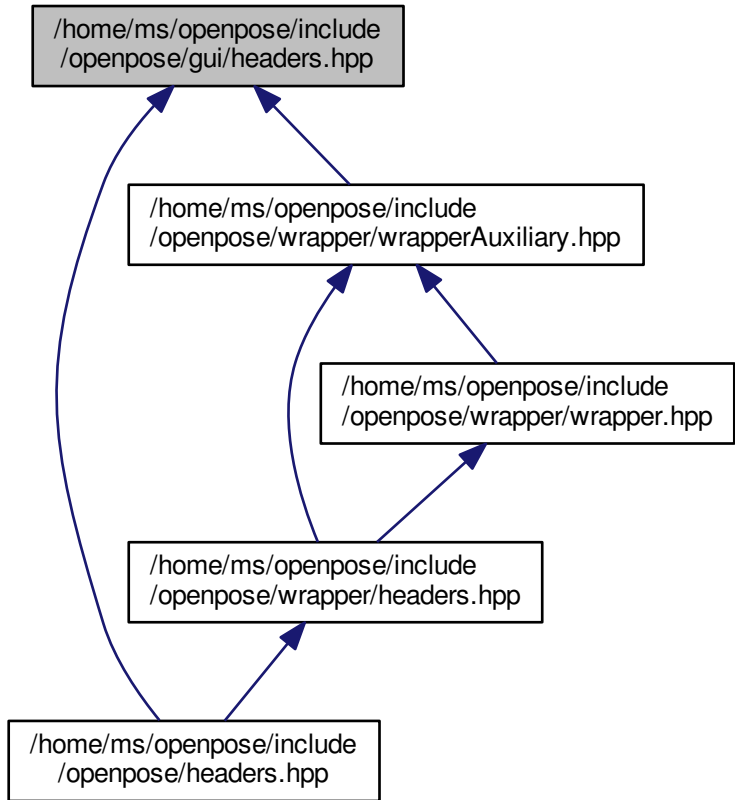 /home/ms/openpose/include
/openpose/gui/headers.hpp
/home/ms/openpose/include
/openpose/wrapper/wrapperAuxiliary.hpp
/home/ms/openpose/include
/openpose/wrapper/wrapper.hpp
/home/ms/openpose/include
/openpose/wrapper/headers.hpp
/home/ms/openpose/include
/openpose/headers.hpp